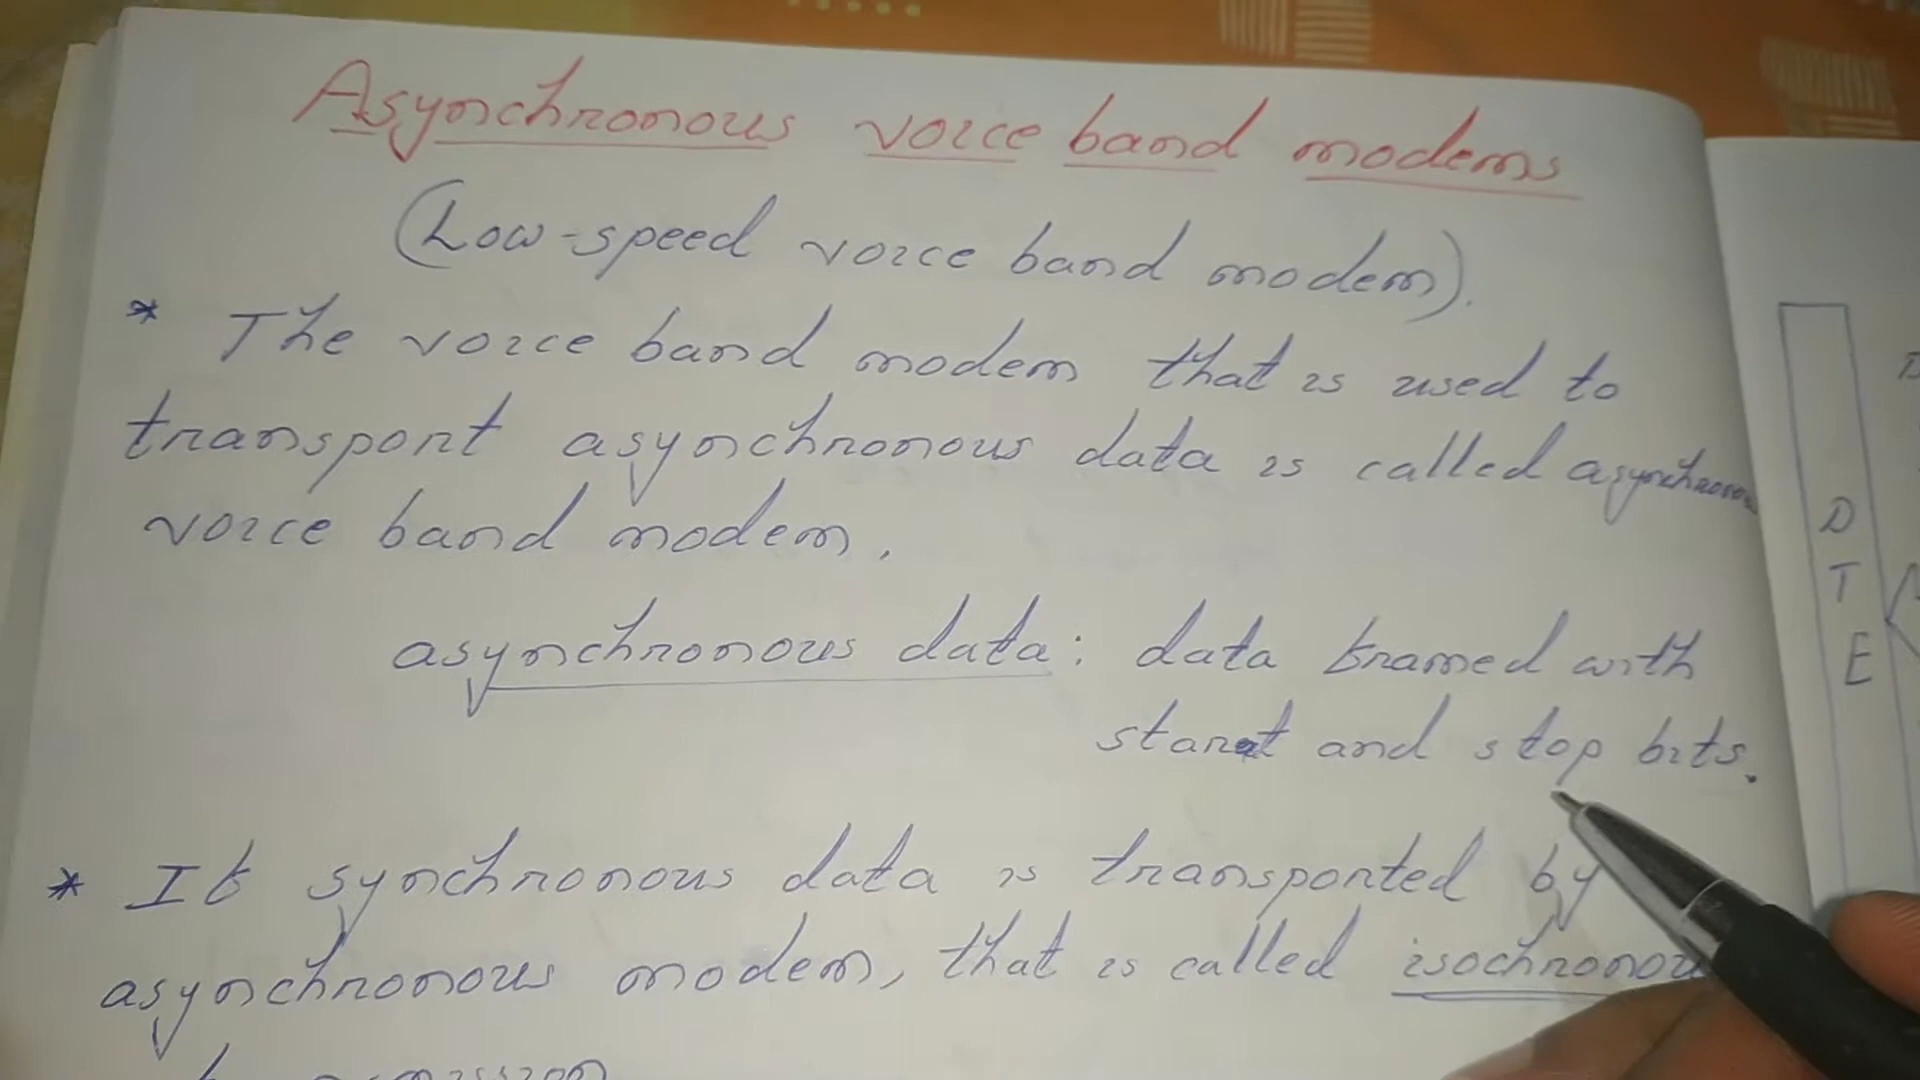 Asynchronous voice band modems
(Low-speed voice band modem).
* The voice band modem that is used to
transport asynchronous data is called
voice band modem.
asynchronous data: data framed with
start and stop bits.
* If synchronous data is transported by
asynchronous modem, that is called
D
T
E